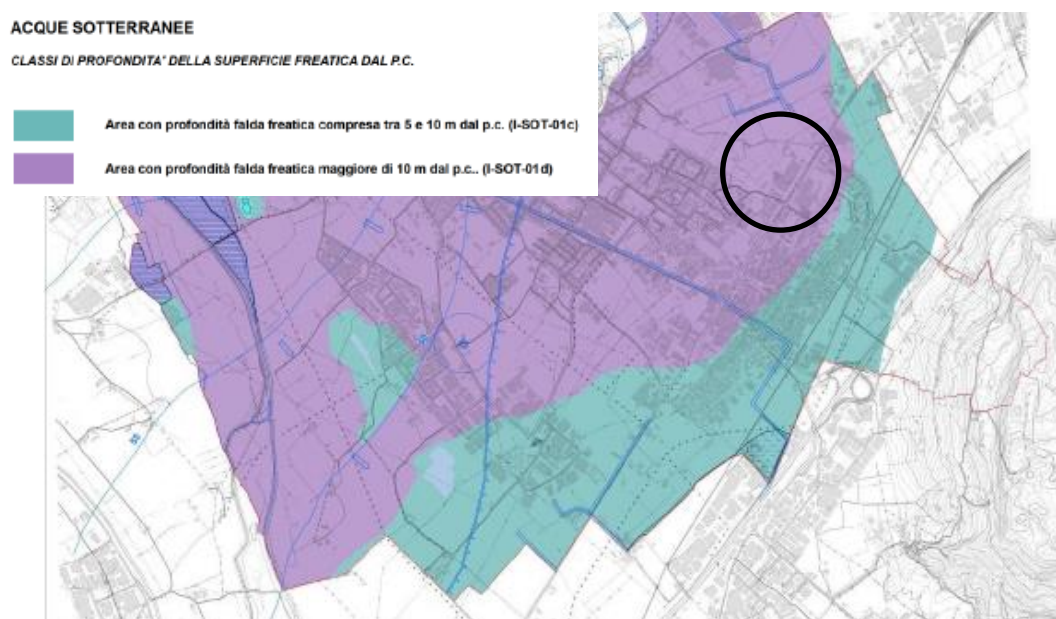 ACQUE SOTTERRANEE
CLASSI DI PROFONDITA' DELLA SUPERFICIE FREATICA DAL P.C.
Area con profondità falda freatica compresa tra 5 e 10 m dal p.c. (I-SOT-01c)
Area con profondità falda freatica maggiore di 10 m dal p.c.. (I-SOT-01d)